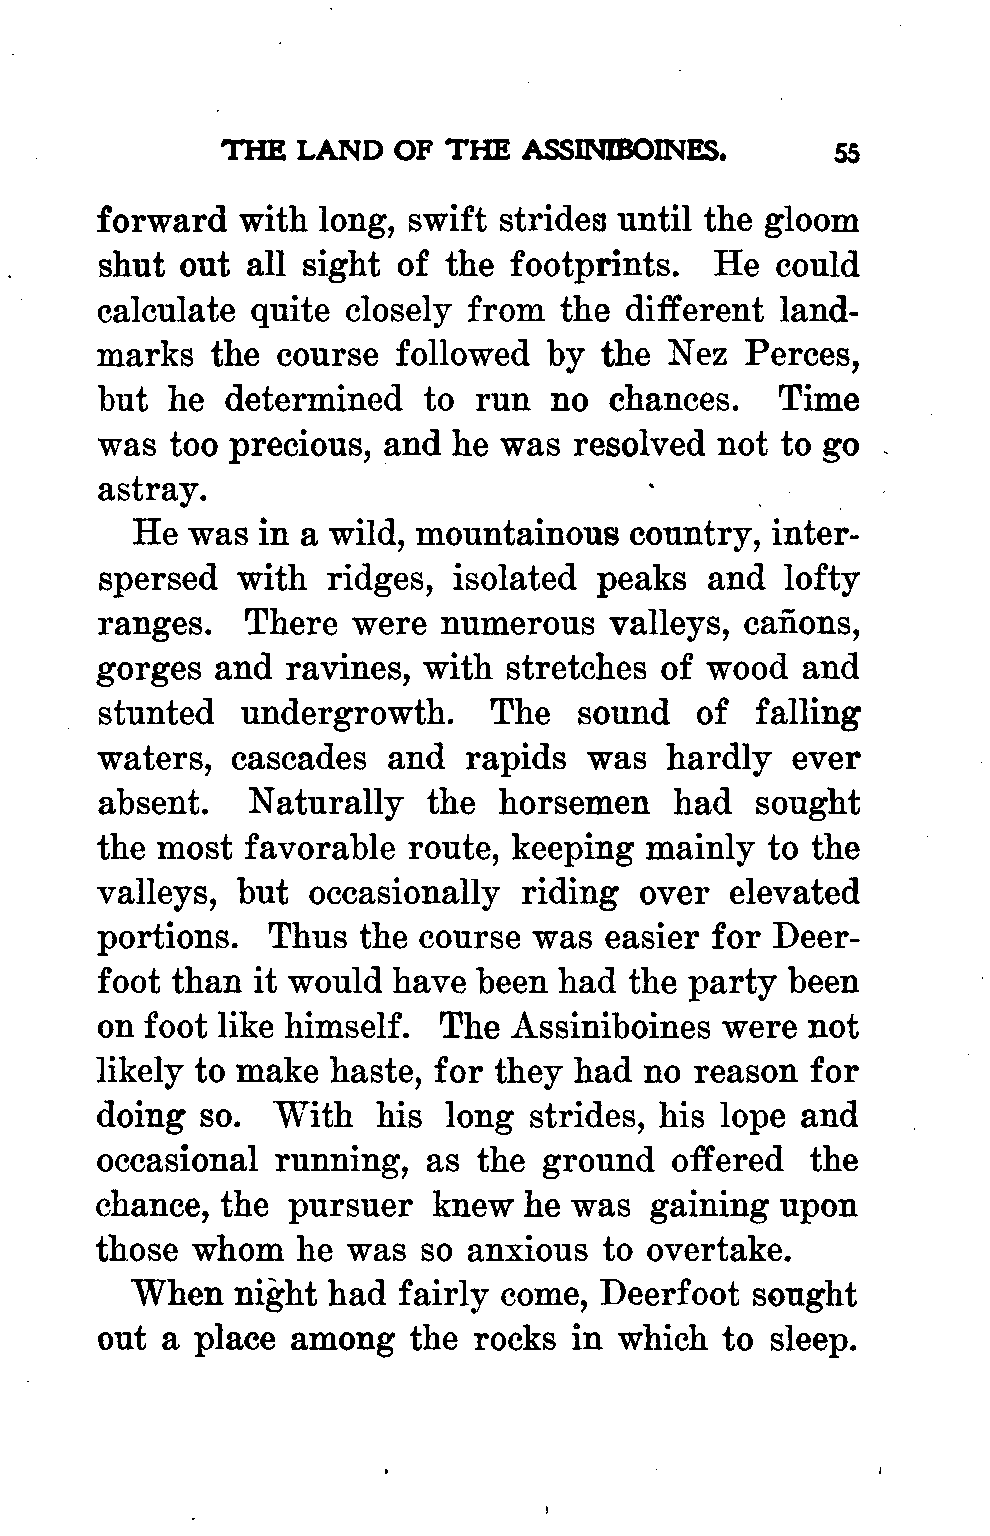 THE LAND OF THE ASSINIBOINES. 55
forward with long, swift strides until the gloom
shut out all sight of the footprints. He could
calculate quite closely from the different land-
marks the course followed by the Nez Perces,
but he determined to run no chances. Time
was too precious, and he was resolved not to go
astray.
He was in a wild, mountainous country, inter-
spersed with ridges, isolated peaks and lofty
ranges. There were numerous valleys, cañons,
gorges and ravines, with stretches of wood and
stunted undergrowth. The sound of falling
waters, cascades and rapids was hardly ever
absent. Naturally the horsemen had sought
the most favorable route, keeping mainly to the
valleys, but occasionally riding over elevated
portions. Thus the course was easier for Deer-
foot than it would have been had the party been
on foot like himself. The Assiniboines were not
likely to make haste, for they had no reason for
doing so. With his long strides, his lope and
occasional running, as the ground offered the
chance, the pursuer knew he was gaining upon
those whom he was so anxious to overtake.
When night had fairly come, Deerfoot sought
out a place among the rocks in which to sleep.